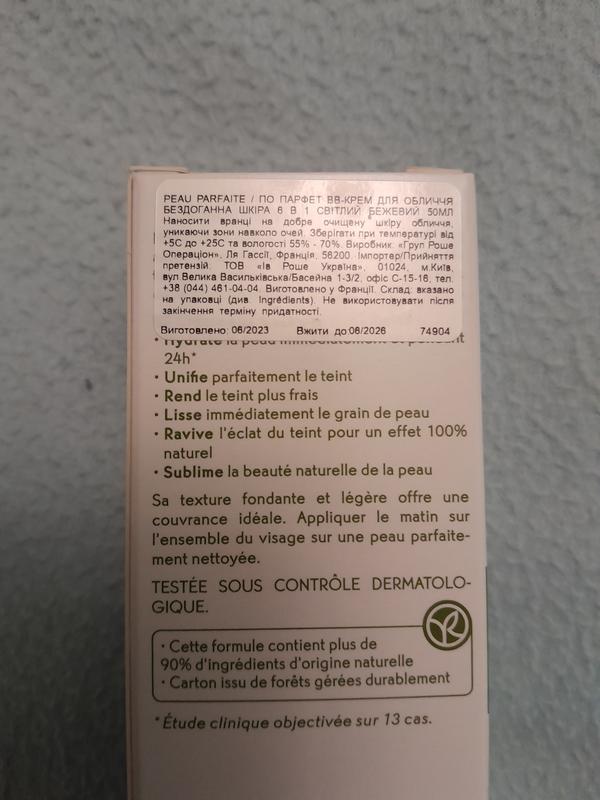 PEAU PARFAITE / ПО ПАРФЕТ ВВ-КРЕМ ДЛЯ ОБЛИЧЧЯ
БЕЗДОГАННА ШКІРА 6 В 1 СВІТЛИЙ БЕЖЕВИЙ 50МЛ
Наносити вранці на добре очищену шкіру обличчя,
уникаючи зони навколо очей. Зберігати при температурі від
+5С до +25С та вологості 55% - 70%. Виробник: «Груп Роше
Операціон», Ля Гассії, Франція, 56200. Імпортер/Прийняття
претензій: ТОВ «Ів Роше Україна», 01024, м.Київ,
вул Велика Васильківська/Басейна 1-3/2, офіс С-15-16, тел.
+38 (044) 461-04-04. Виготовлено у Франції. Склад: вказано
на упаковці (див. Ingrédients). Не використовувати після
закінчення терміну придатності.
Виготовлено: 06/2023 Вжити до:06/2026 74904
• Hydrate la peau immédiatement et pendant
24h*
• Unifie parfaitement le teint
• Rend le teint plus frais
• Lisse immédiatement le grain de peau
• Ravive l'éclat du teint pour un effet 100%
naturel
• Sublime la beauté naturelle de la peau
Sa texture fondante et légère offre une
couvrance idéale. Appliquer le matin sur
l'ensemble du visage sur une peau parfaite-
ment nettoyée.
TESTÉE SOUS CONTRÔLE DERMATOLO-
GIQUE.
• Cette formule contient plus de
90% d'ingrédients d'origine naturelle
• Carton issu de forêts gérées durablement
*Étude clinique objectivée sur 13 cas.